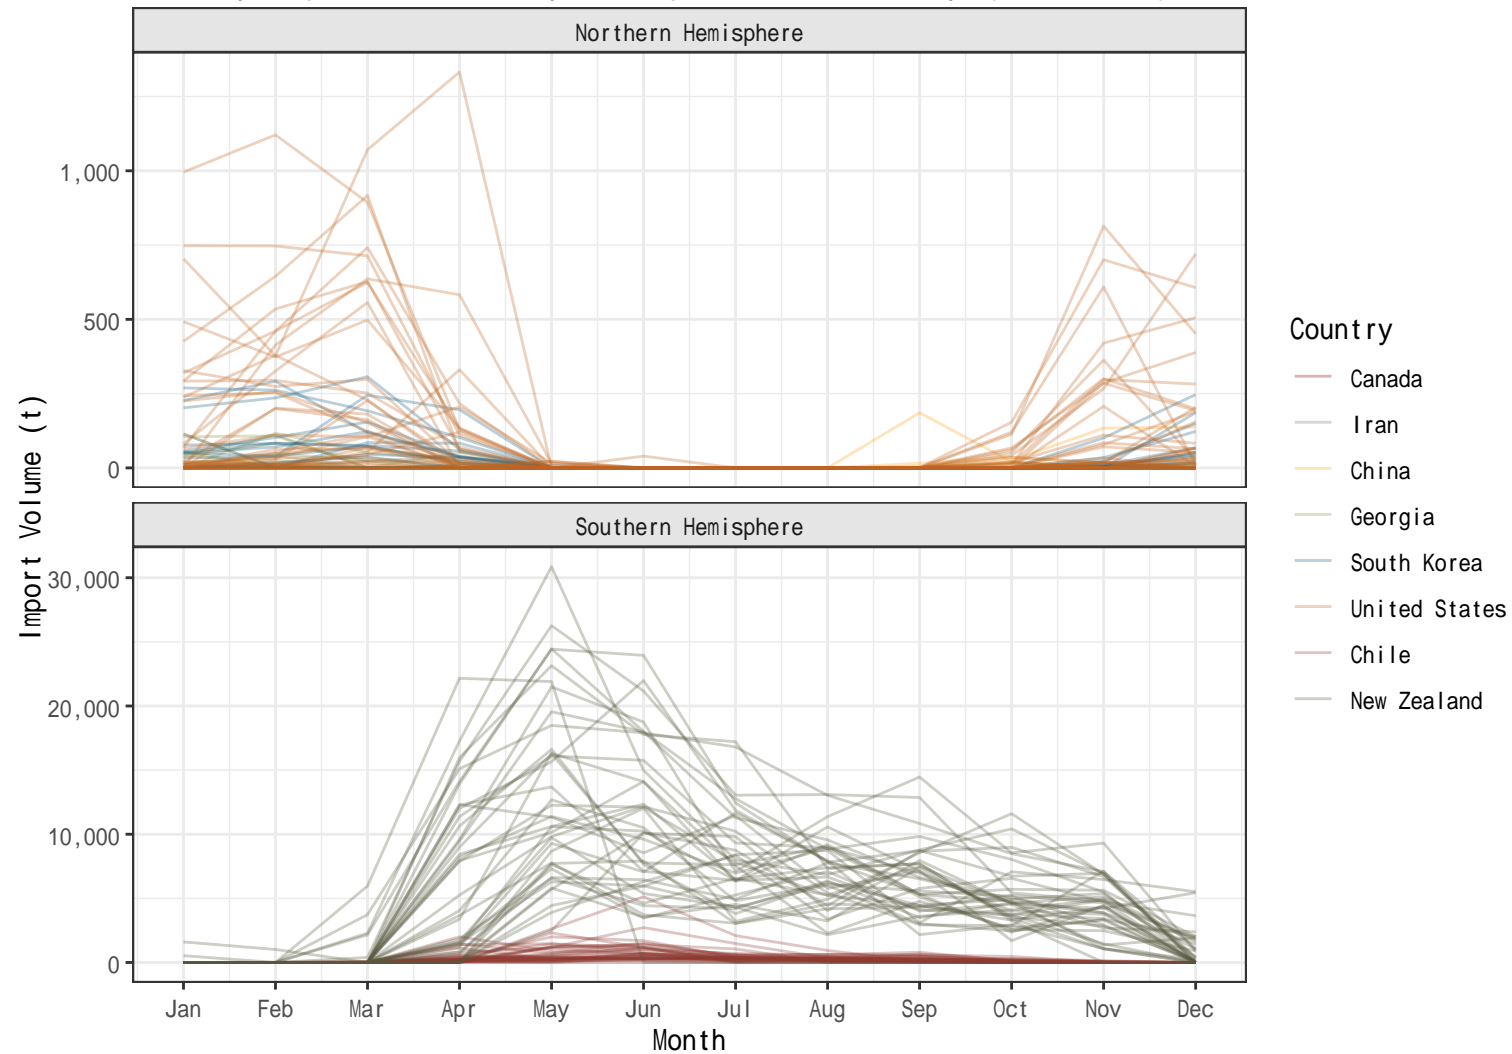 Northern Hemisphere
1,000
500
0
Southern Hemisphere
30,000
20,000
10,000
0
Import Volume (t)
Jan Feb Mar Apr May Jun Jul Aug Sep Oct Nov Dec
Month
Country
Canada
Iran
China
Georgia
South Korea
United States
Chile
New Zealand